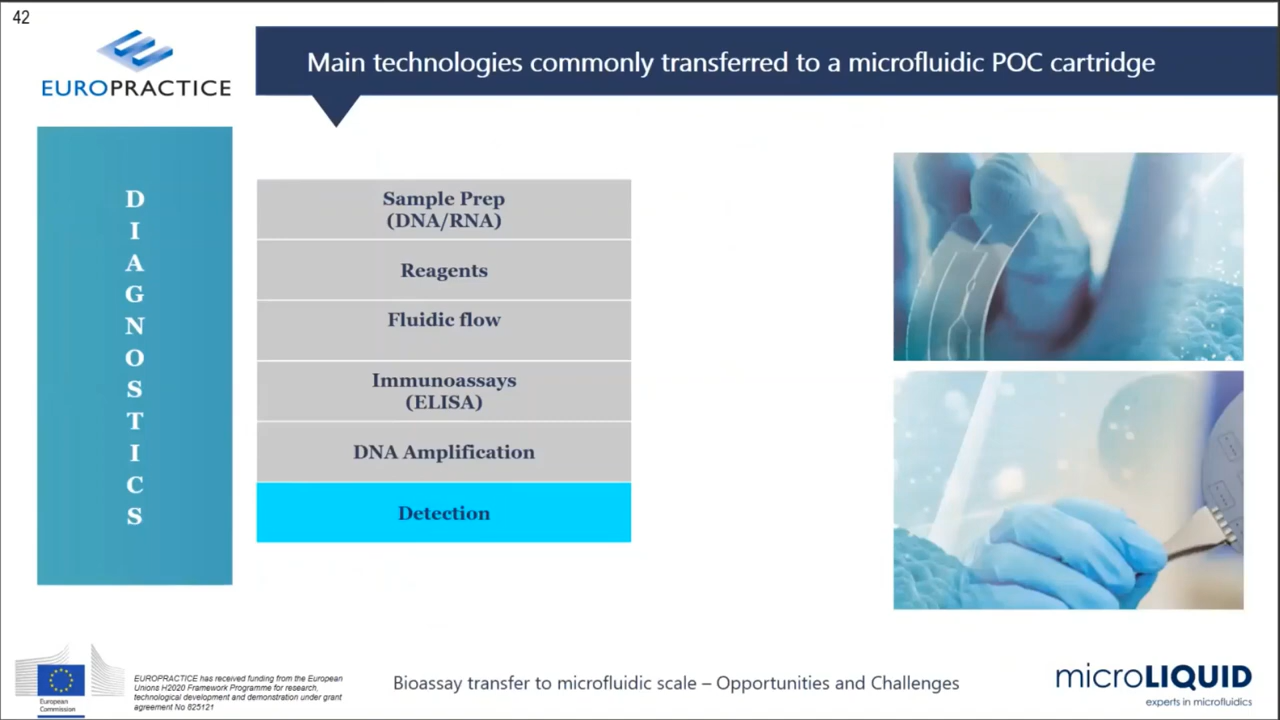 42
EUROPRACTICE
Main technologies commonly transferred to a microfluidic POC cartridge
D
I
A
G
N
O
S
T
I
C
S
Sample Prep
(DNA/RNA)
Reagents
Fluidic flow
Immunoassays
(ELISA)
DNA Amplification
Detection
European
Commission
EUROPRACTICE has received funding from the European
Unions H2020 Framework Programme for research,
technological development and demonstration under grant
agreement No 825121
Bioassay transfer to microfluidic scale – Opportunities and Challenges
microLIQUID
experts in microfluidics